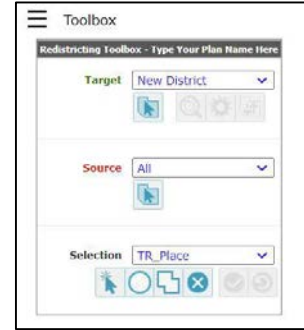 Toolbox
Redistricting Toolbox - Type Your Plan Name Here
Target New District
Source All
Selection TR_Place